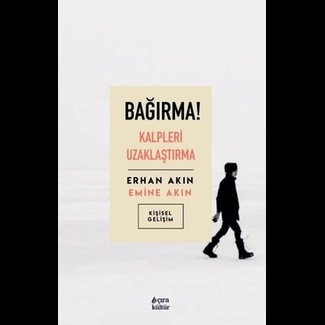 BAĞIRMA!
KALPLERİ
UZAKLAŞTIRMA
ERHAN AKIN
EMİNE AKIN
KİŞİSEL
GELİŞİM
çıra
kültür